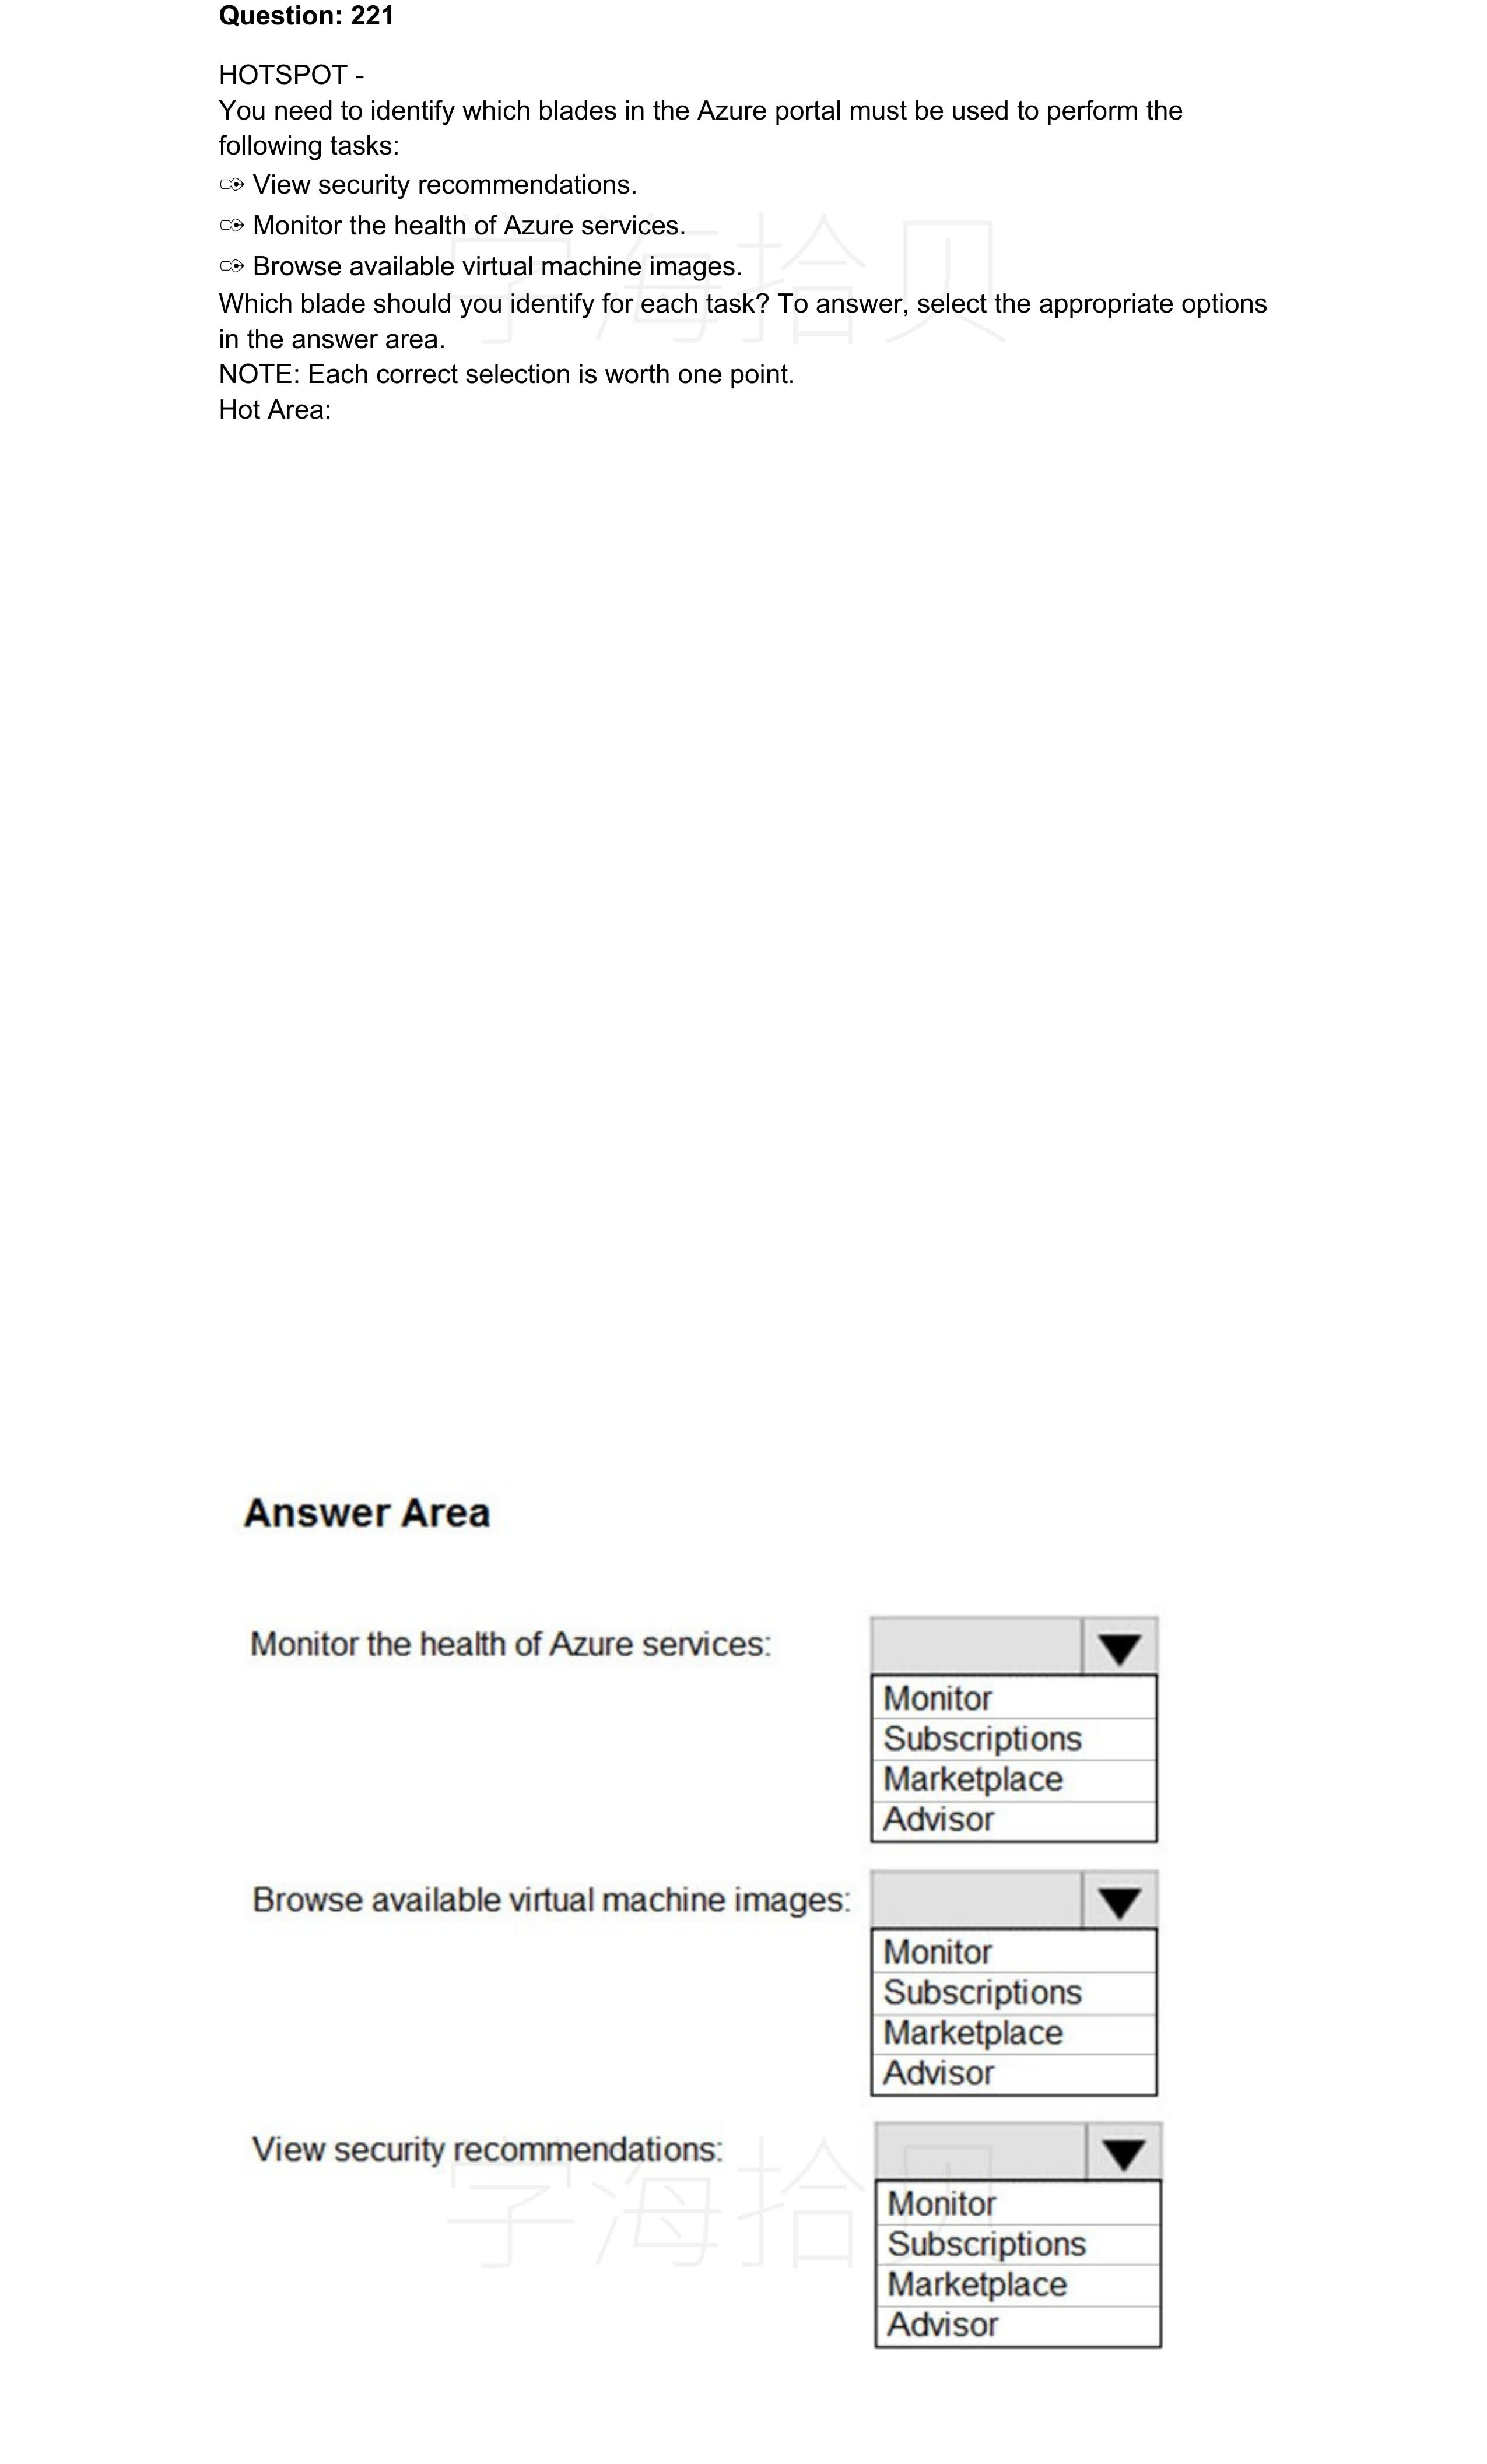 Question: 221
HOTSPOT -
You need to identify which blades in the Azure portal must be used to perform the
following tasks:
View security recommendations.
Monitor the health of Azure services.
Browse available virtual machine images.
Which blade should you identify for each task? To answer, select the appropriate options
in the answer area.
NOTE: Each correct selection is worth one point.
Hot Area:
学海拾贝
Answer Area
Monitor the health of Azure services:
Monitor
Subscriptions
Marketplace
Advisor
Browse available virtual machine images:
Monitor
Subscriptions
Marketplace
Advisor
View security recommendations:
Monitor
Subscriptions
Marketplace
Advisor
学海拾贝